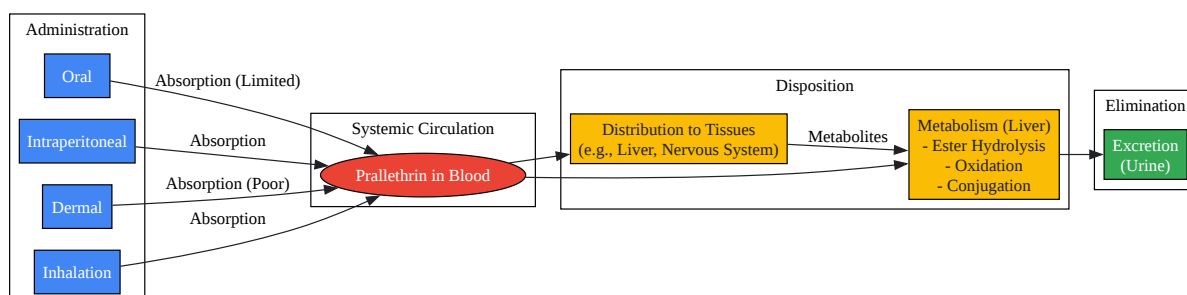 Administration
Oral
Intraperitoneal
Dermal
Inhalation
Absorption (Limited)
Absorption
Absorption (Poor)
Absorption
Systemic Circulation
Prallethrin in Blood
Disposition
Distribution to Tissues
(e.g., Liver, Nervous System)
Metabolites
Metabolism (Liver)
- Ester Hydrolysis
- Oxidation
- Conjugation
Elimination
Excretion
(Urine)